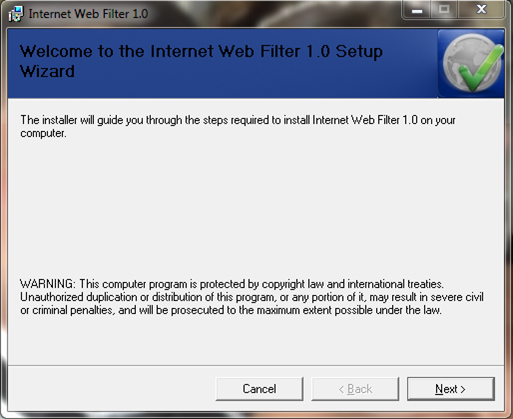 Internet Web Filter 1.0
Welcome to the Internet Web Filter 1.0 Setup
Wizard
The installer will guide you through the steps required to install Internet Web Filter 1.0 on your
computer.
WARNING: This computer program is protected by copyright law and international treaties.
Unauthorized duplication or distribution of this program, or any portion of it, may result in severe civil
or criminal penalties, and will be prosecuted to the maximum extent possible under the law.
Cancel
< Back
Next >